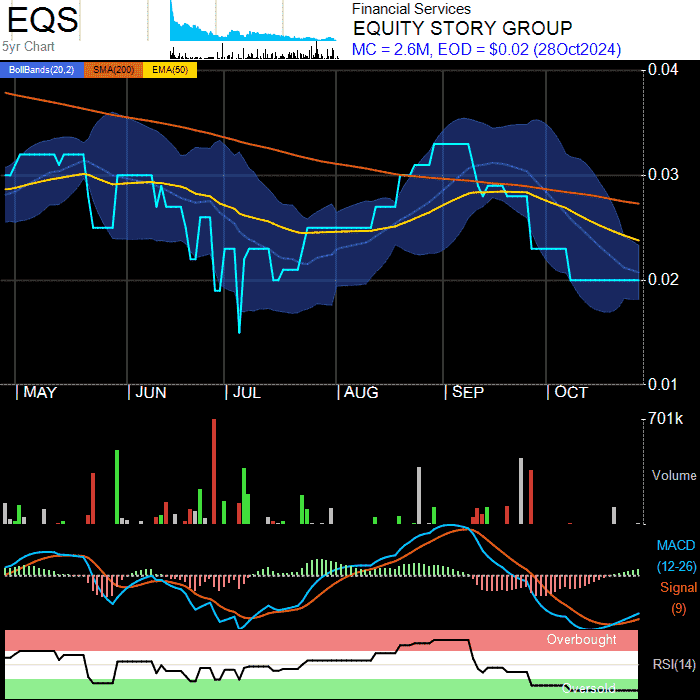 EQS
5yr Chart
Financial Services
EQUITY STORY GROUP
MC = 2.6M, EOD = $0.02 (28Oct2024)
BollBands(20,2) SMA(200) EMA(50)
0.04
0.03
0.02
0.01
MAY JUN JUL AUG SEP OCT
701k
Volume
MACD
(12-26)
Signal
(9)
Overbought
RSI(14)
Oversold